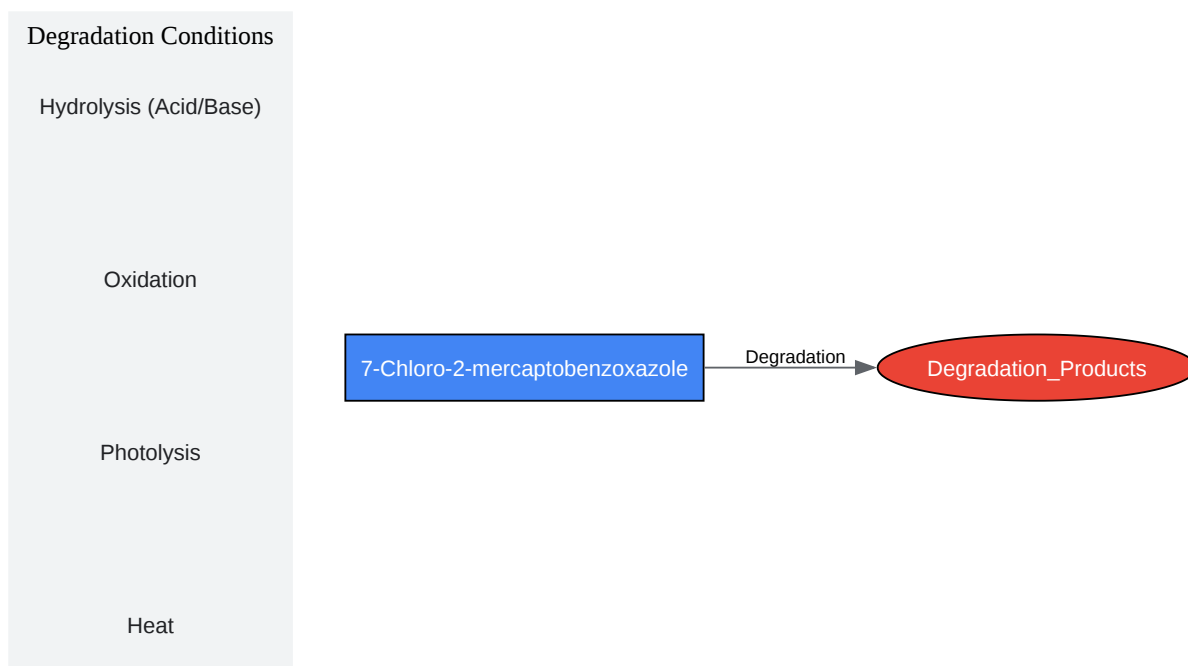 Degradation Conditions
Hydrolysis (Acid/Base)
Oxidation
7-Chloro-2-mercaptobenzoxazole
Degradation
Degradation_Products
Photolysis
Heat